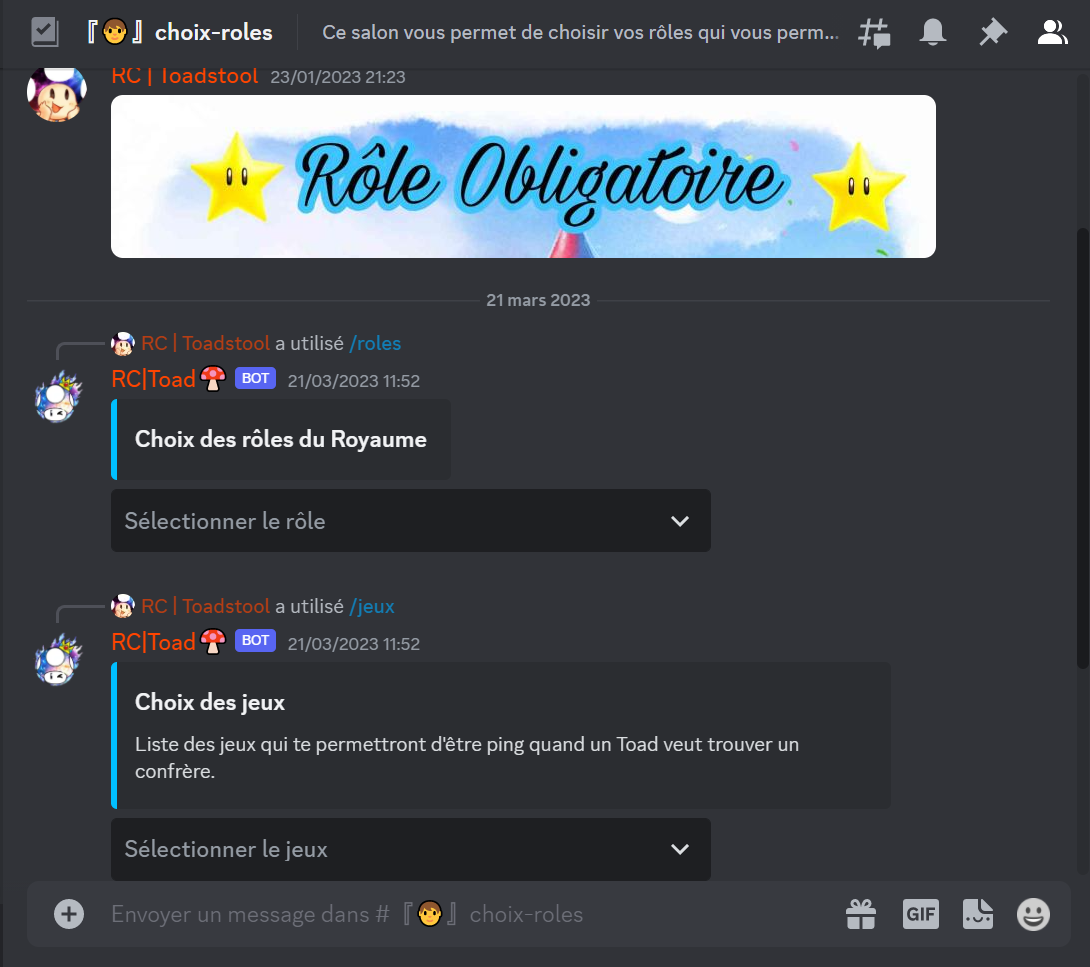 『🧑』 choix-roles
Ce salon vous permet de choisir vos rôles qui vous perm...
RC | Toadstool 23/01/2023 21:23
Rôle Obligatoire
21 mars 2023
RC | Toadstool a utilisé /roles
RC|Toad🍄 BOT 21/03/2023 11:52
Choix des rôles du Royaume
Sélectionner le rôle
RC | Toadstool a utilisé /jeux
RC|Toad🍄 BOT 21/03/2023 11:52
Choix des jeux
Liste des jeux qui te permettront d'être ping quand un Toad veut trouver un
confrère.
Sélectionner le jeux
Envoyer un message dans # 『🧑』 choix-roles
GIF